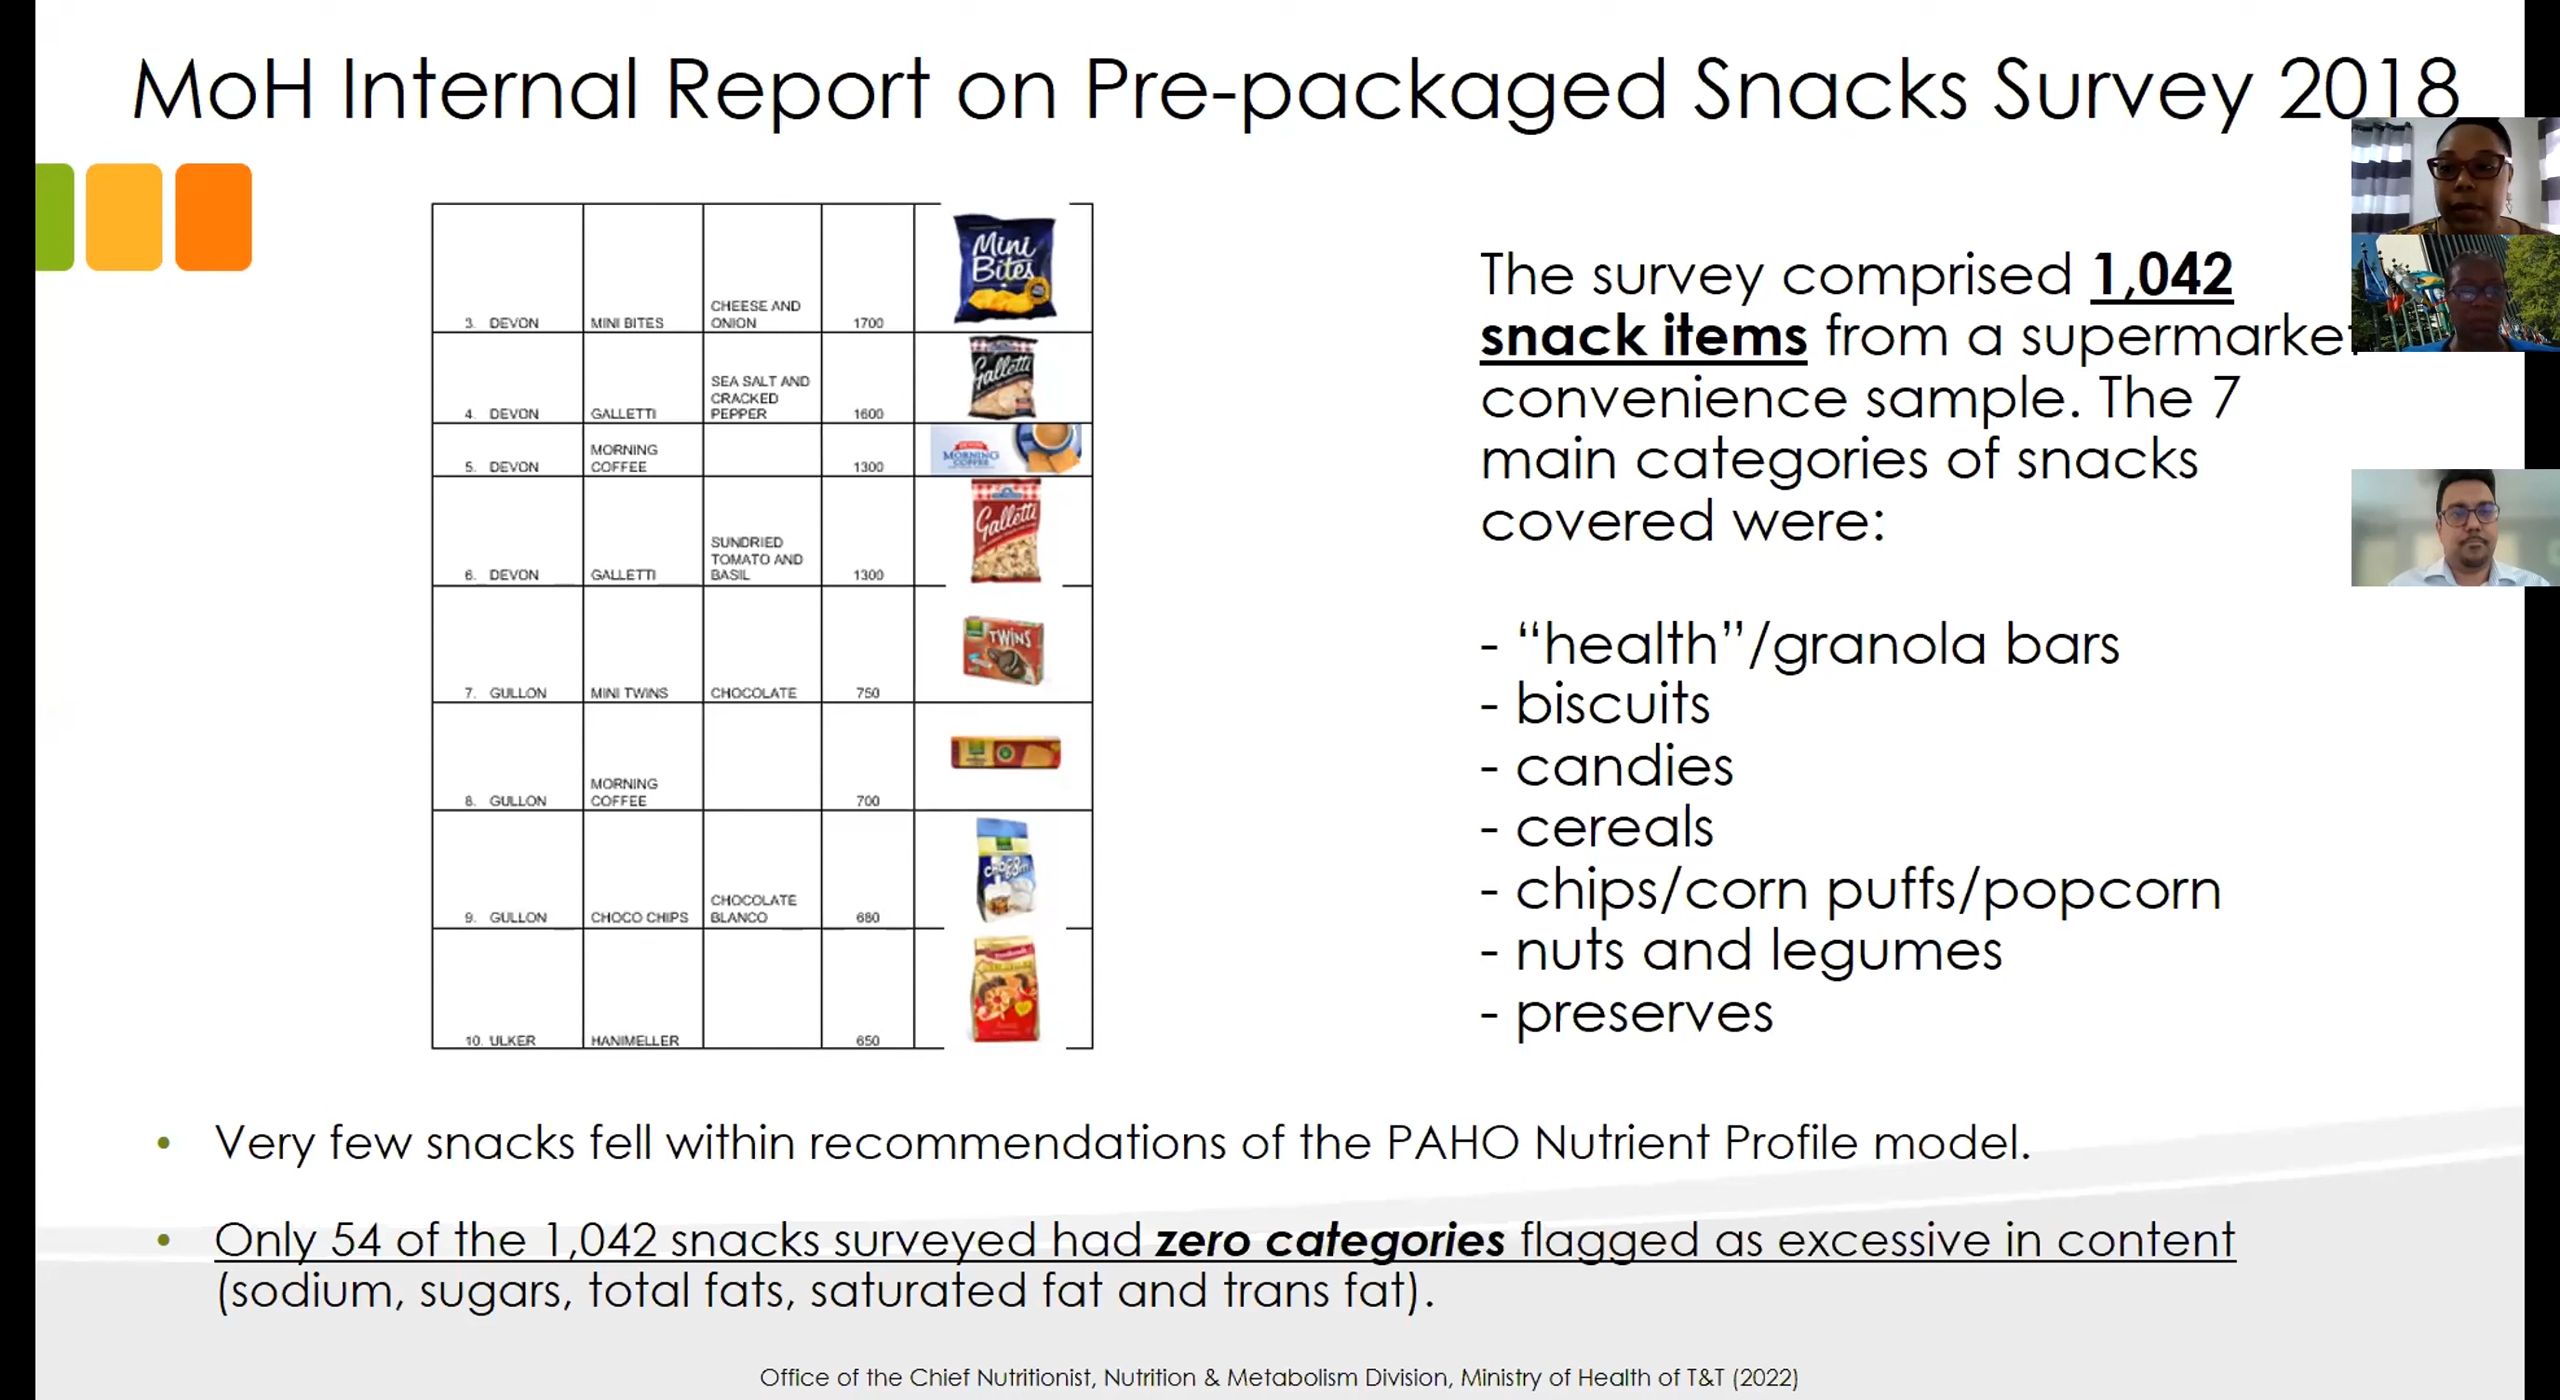 MoH Internal Report on Pre-packaged Snacks Survey 2018
3. DEVON MINI BITES CHEESE AND ONION 1700
Mini
Bites
4. DEVON GALLETTI SEA SALT AND CRACKED PEPPER 1600
Galletti
5. DEVON MORNING COFFEE 1300
MORNING
COFFEE
6. DEVON GALLETTI SUNDRIED TOMATO AND BASIL 1300
Galletti
7. GULLON MINI TWINS CHOCOLATE 750
TWINS
8. GULLON MORNING COFFEE 700
9. GULLON CHOCO CHIPS CHOCOLATE BLANCO 680
10. ULKER HANIMELLER 650
The survey comprised 1,042
snack items from a supermarket
convenience sample. The 7
main categories of snacks
covered were:
- “health”/granola bars
- biscuits
- candies
- cereals
- chips/corn puffs/popcorn
- nuts and legumes
- preserves
• Very few snacks fell within recommendations of the PAHO Nutrient Profile model.
• Only 54 of the 1,042 snacks surveyed had zero categories flagged as excessive in content
(sodium, sugars, total fats, saturated fat and trans fat).
Office of the Chief Nutritionist, Nutrition & Metabolism Division, Ministry of Health of T&T (2022)